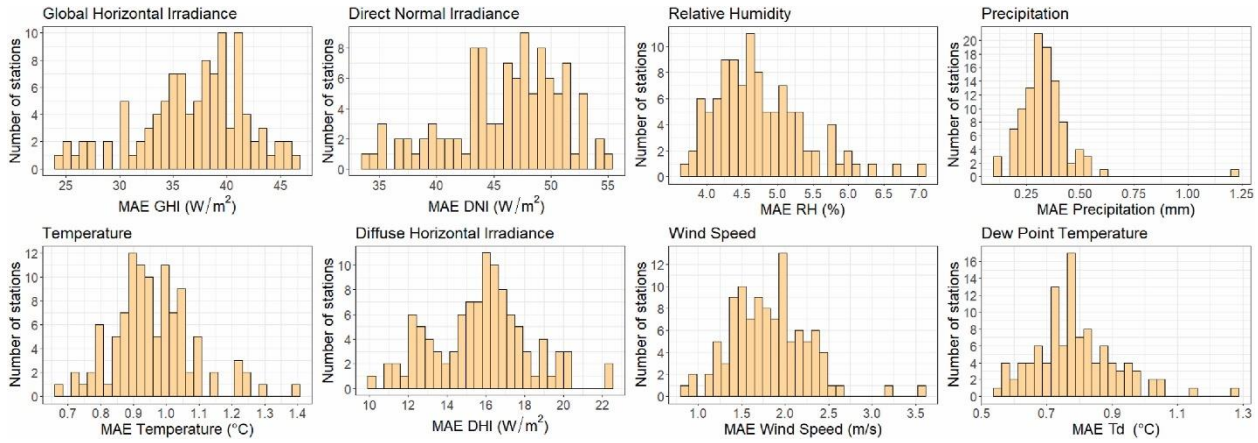 Global Horizontal Irradiance
Number of stations
10
8
6
4
2
0
25 30 35 40 45
MAE GHI (W/m²)
Direct Normal Irradiance
Number of stations
8
6
4
2
0
35 40 45 50 55
MAE DNI (W/m²)
Relative Humidity
Number of stations
10
8
6
4
2
0
4.0 4.5 5.0 5.5 6.0 6.5 7.0
MAE RH (%)
Precipitation
Number of stations
20
17
14
12
10
8
6
4
2
0
0.25 0.50 0.75 1.00 1.25
MAE Precipitation (mm)
Temperature
Number of stations
12
10
8
6
4
2
0
0.7 0.8 0.9 1.0 1.1 1.2 1.3 1.4
MAE Temperature (°C)
Diffuse Horizontal Irradiance
Number of stations
10
8
6
4
2
0
10 12 14 16 18 20 22
MAE DHI (W/m²)
Wind Speed
Number of stations
12
10
8
6
4
2
0
1.0 1.5 2.0 2.5 3.0 3.5
MAE Wind Speed (m/s)
Dew Point Temperature
Number of stations
16
14
12
10
8
6
4
2
0
0.5 0.7 0.9 1.1 1.3
MAE Td (°C)